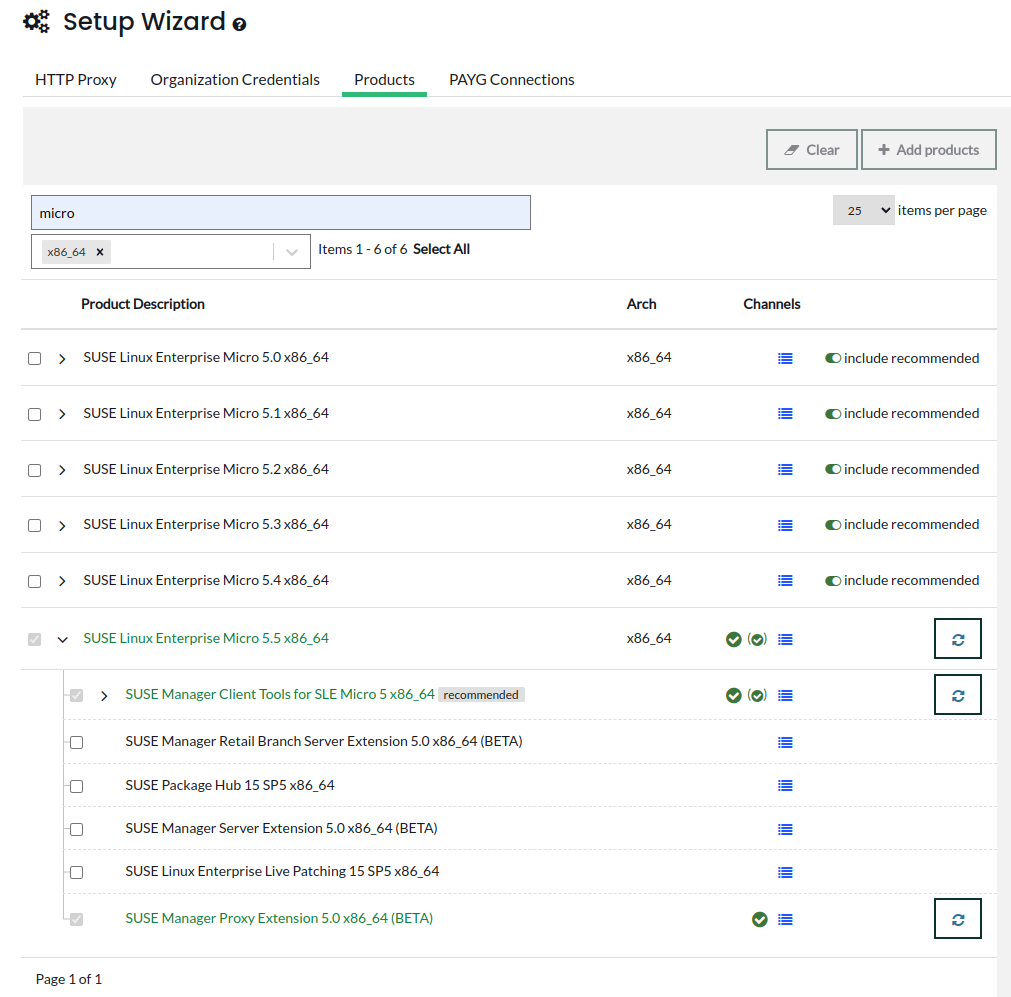 Setup Wizard ?
HTTP Proxy Organization Credentials Products PAYG Connections
Clear Add products
micro
25 items per page
x86_64 Items 1 - 6 of 6 Select All
Product Description Arch Channels
SUSE Linux Enterprise Micro 5.0 x86_64 x86_64 include recommended
SUSE Linux Enterprise Micro 5.1 x86_64 x86_64 include recommended
SUSE Linux Enterprise Micro 5.2 x86_64 x86_64 include recommended
SUSE Linux Enterprise Micro 5.3 x86_64 x86_64 include recommended
SUSE Linux Enterprise Micro 5.4 x86_64 x86_64 include recommended
SUSE Linux Enterprise Micro 5.5 x86_64 x86_64
SUSE Manager Client Tools for SLE Micro 5 x86_64 recommended
SUSE Manager Retail Branch Server Extension 5.0 x86_64 (BETA)
SUSE Package Hub 15 SP5 x86_64
SUSE Manager Server Extension 5.0 x86_64 (BETA)
SUSE Linux Enterprise Live Patching 15 SP5 x86_64
SUSE Manager Proxy Extension 5.0 x86_64 (BETA)
Page 1 of 1